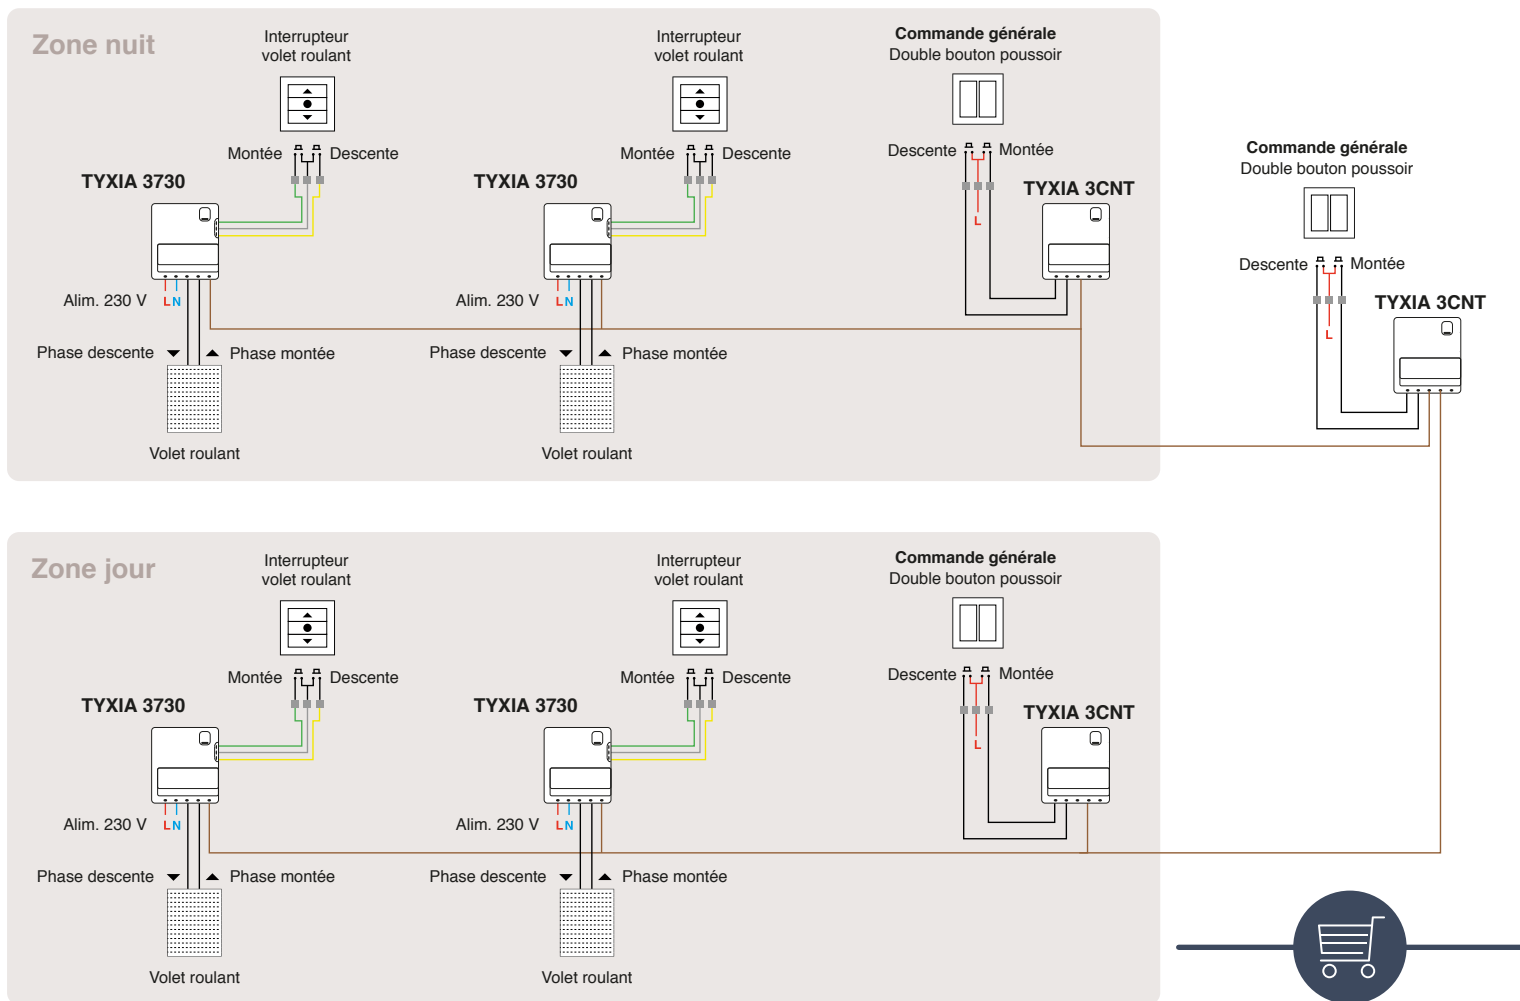 Zone nuit
Interrupteur
volet roulant
Interrupteur
volet roulant
Commande générale
Double bouton poussoir
Montée
Descente
Montée
Descente
Descente
Montée
TYXIA 3730
TYXIA 3730
TYXIA 3CNT
L
Alim. 230 V
L N
Alim. 230 V
L N
Phase descente
Phase montée
Phase descente
Phase montée
Volet roulant
Volet roulant
Commande générale
Double bouton poussoir
Descente
Montée
TYXIA 3CNT
L
Zone jour
Interrupteur
volet roulant
Interrupteur
volet roulant
Commande générale
Double bouton poussoir
Montée
Descente
Montée
Descente
Descente
Montée
TYXIA 3730
TYXIA 3730
TYXIA 3CNT
L
Alim. 230 V
L N
Alim. 230 V
L N
Phase descente
Phase montée
Phase descente
Phase montée
Volet roulant
Volet roulant